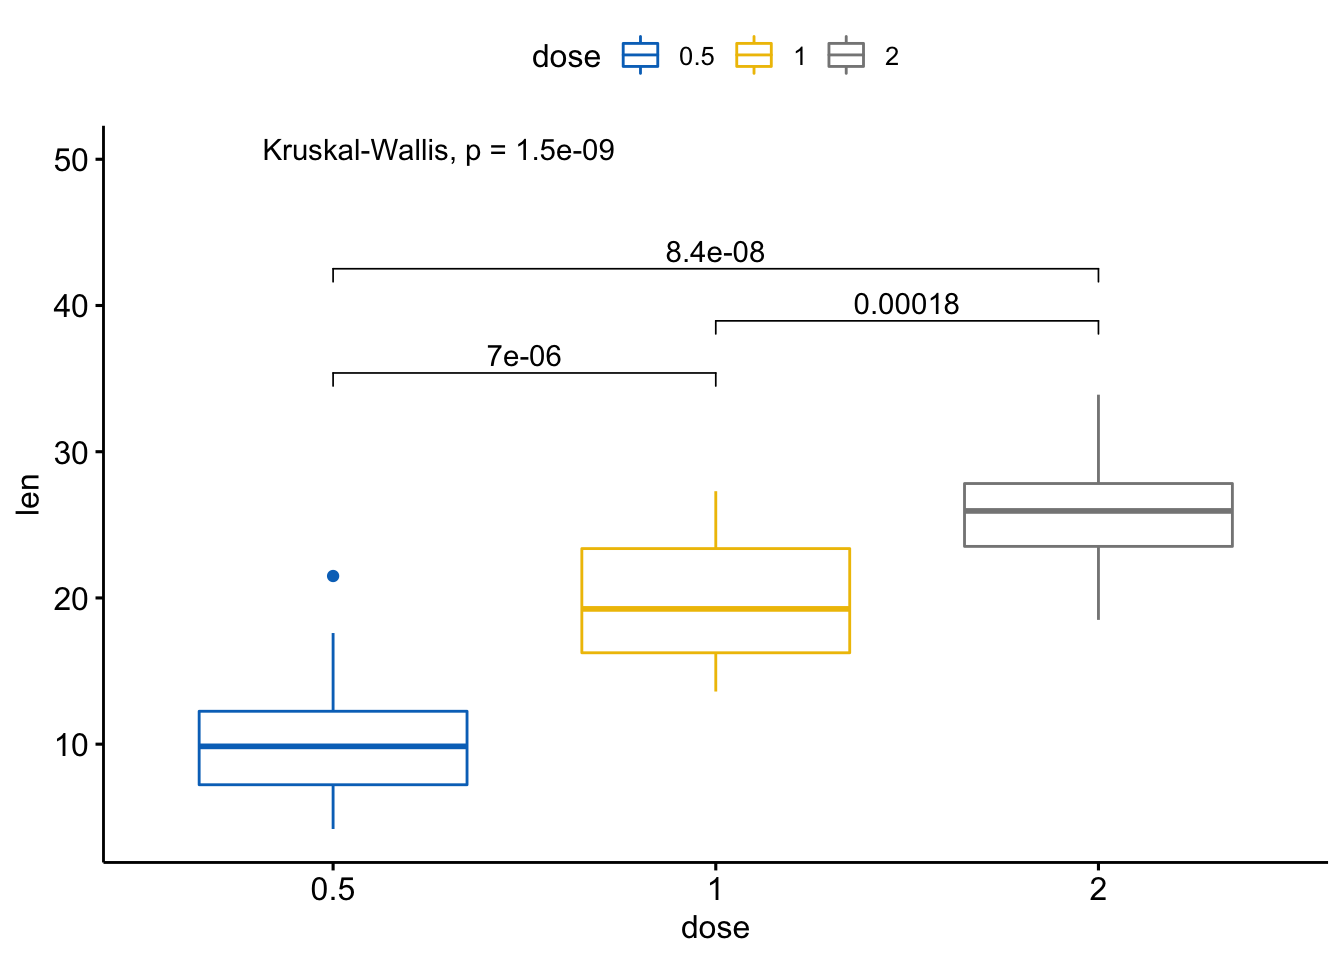 dose 0.5 1 2
Kruskal-Wallis, p = 1.5e-09
50
8.4e-08
40
0.00018
7e-06
30
len
20
10
0.5 1 2
dose